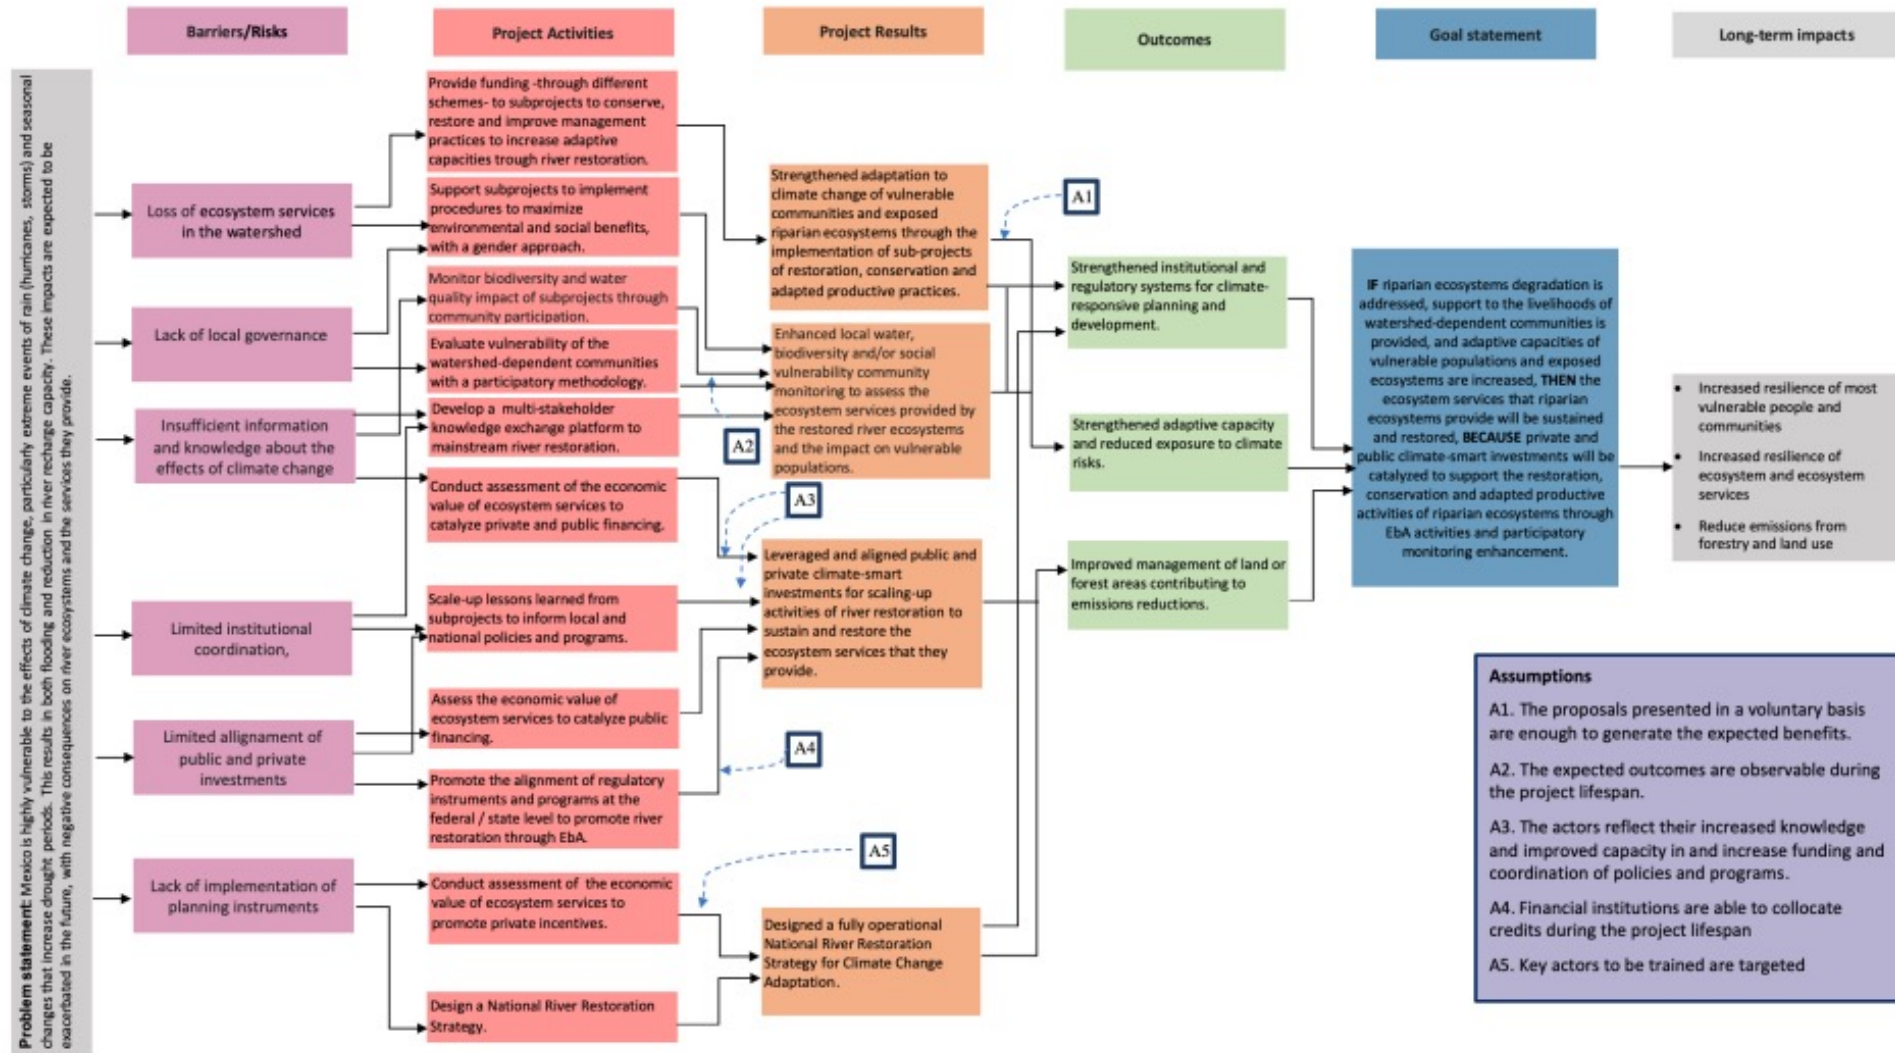 Barriers/Risks
Project Activities
Project Results
Outcomes
Goal statement
Long-term impacts
Problem statement: Mexico is highly vulnerable to the effects of climate change, particularly extreme events of rain (hurricanes, storms) and seasonal
changes that increase drought periods. This results in both flooding and reduction in river recharge capacity. These impacts are expected to be
exacerbated in the future, with negative consequences on river ecosystems and the services they provide.
Loss of ecosystem services
in the watershed
Lack of local governance
Insufficient information
and knowledge about the
effects of climate change
Limited institutional
coordination,
Limited allignament of
public and private
investments
Lack of implementation of
planning instruments
Provide funding -through different
schemes- to subprojects to conserve,
restore and improve management
practices to increase adaptive
capacities trough river restoration.
Support subprojects to implement
procedures to maximize
environmental and social benefits,
with a gender approach.
Monitor biodiversity and water
quality impact of subprojects through
community participation.
Evaluate vulnerability of the
watershed-dependent communities
with a participatory methodology.
Develop a multi-stakeholder
knowledge exchange platform to
mainstream river restoration.
Conduct assessment of the economic
value of ecosystem services to
catalyze private and public financing.
Scale-up lessons learned from
subprojects to inform local and
national policies and programs.
Assess the economic value of
ecosystem services to catalyze public
financing.
Promote the alignment of regulatory
instruments and programs at the
federal / state level to promote river
restoration through EbA.
Conduct assessment of the economic
value of ecosystem services to
promote private incentives.
Design a National River Restoration
Strategy.
Strengthened adaptation to
climate change of vulnerable
communities and exposed
riparian ecosystems through the
implementation of sub-projects
of restoration, conservation and
adapted productive practices.
Enhanced local water,
biodiversity and/or social
vulnerability community
monitoring to assess the
ecosystem services provided by
the restored river ecosystems
and the impact on vulnerable
populations.
Leveraged and aligned public and
private climate-smart
investments for scaling-up
activities of river restoration to
sustain and restore the
ecosystem services that they
provide.
Designed a fully operational
National River Restoration
Strategy for Climate Change
Adaptation.
A1
A2
A3
A4
A5
Strengthened institutional and
regulatory systems for climate-
responsive planning and
development.
Strengthened adaptive capacity
and reduced exposure to climate
risks.
Improved management of land or
forest areas contributing to
emissions reductions.
IF riparian ecosystems degradation is
addressed, support to the livelihoods of
watershed-dependent communities is
provided, and adaptive capacities of
vulnerable populations and exposed
ecosystems are increased, THEN the
ecosystem services that riparian
ecosystems provide will be sustained
and restored, BECAUSE private and
public climate-smart investments will be
catalyzed to support the restoration,
conservation and adapted productive
activities of riparian ecosystems through
EbA activities and participatory
monitoring enhancement.
• Increased resilience of most
vulnerable people and
communities
• Increased resilience of
ecosystem and ecosystem
services
• Reduce emissions from
forestry and land use
Assumptions
A1. The proposals presented in a voluntary basis
are enough to generate the expected benefits.
A2. The expected outcomes are observable during
the project lifespan.
A3. The actors reflect their increased knowledge
and improved capacity in and increase funding and
coordination of policies and programs.
A4. Financial institutions are able to collocate
credits during the project lifespan
A5. Key actors to be trained are targeted